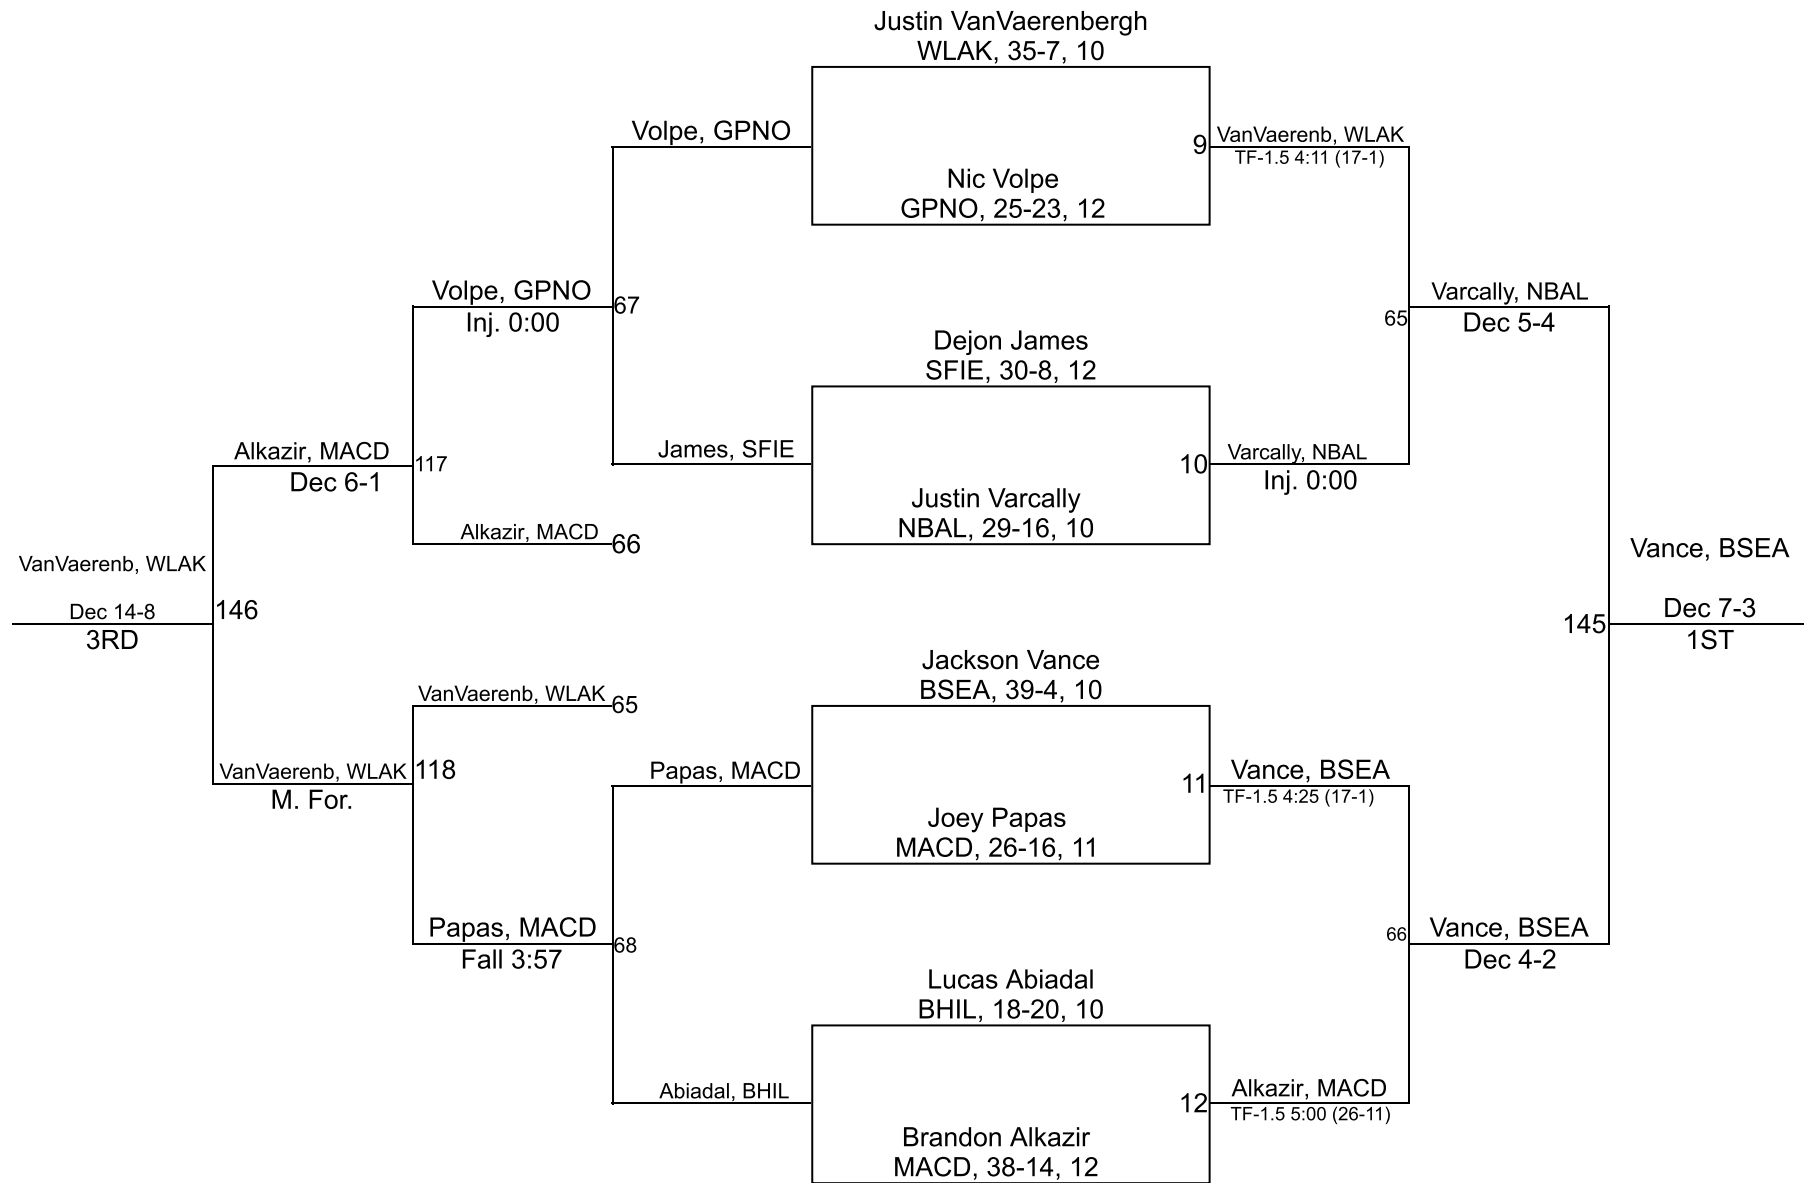 Justin VanVaerenbergh
WLAK, 35-7, 10
Volpe, GPNO
9
VanVaerenb, WLAK
TF-1.5 4:11 (17-1)
Nic Volpe
GPNO, 25-23, 12
Volpe, GPNO
Inj. 0:00
67
65
Varcally, NBAL
Dec 5-4
Dejon James
SFIE, 30-8, 12
Alkazir, MACD
Dec 6-1
117
James, SFIE
10
Varcally, NBAL
Inj. 0:00
Justin Varcally
NBAL, 29-16, 10
Alkazir, MACD
66
VanVaerenb, WLAK
Dec 14-8
3RD
146
145
Vance, BSEA
Dec 7-3
1ST
Jackson Vance
BSEA, 39-4, 10
VanVaerenb, WLAK
65
VanVaerenb, WLAK
M. For.
118
Papas, MACD
11
Vance, BSEA
TF-1.5 4:25 (17-1)
Joey Papas
MACD, 26-16, 11
Papas, MACD
Fall 3:57
68
66
Vance, BSEA
Dec 4-2
Lucas Abiadal
BHIL, 18-20, 10
Abiadal, BHIL
12
Alkazir, MACD
TF-1.5 5:00 (26-11)
Brandon Alkazir
MACD, 38-14, 12